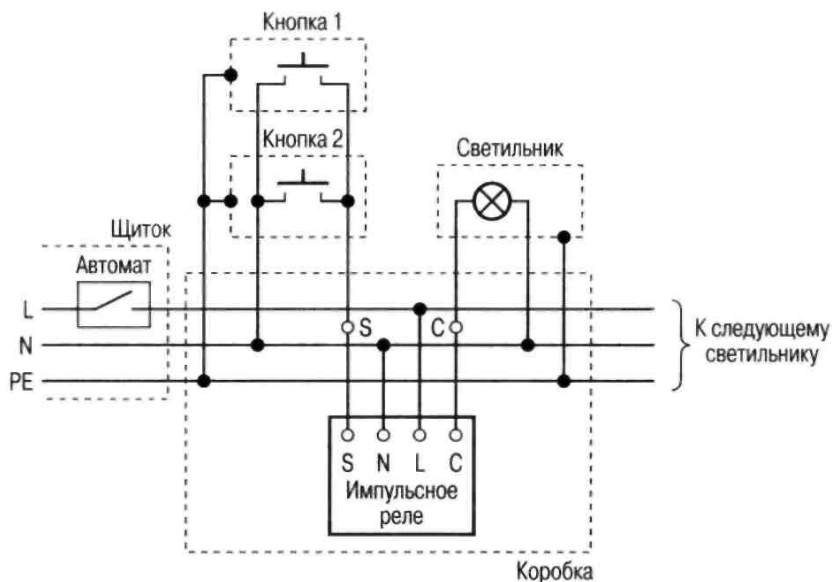 Кнопка 1
Кнопка 2
Светильник
Щиток
Автомат
L
N
PE
S
C
К следующему
светильнику
S N L C
Импульсное
реле
Коробка